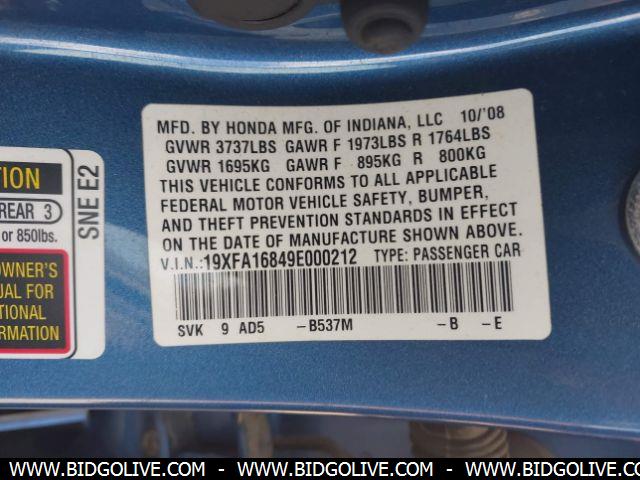 MFD. BY HONDA MFG. OF INDIANA, LLC 10/'08
GVWR 3737LBS GAWR F 1973LBS R 1764LBS
GVWR 1695KG GAWR F 895KG R 800KG
THIS VEHICLE CONFORMS TO ALL APPLICABLE
FEDERAL MOTOR VEHICLE SAFETY, BUMPER,
AND THEFT PREVENTION STANDARDS IN EFFECT
ON THE DATE OF MANUFACTURE SHOWN ABOVE.
V.I.N.:19XFA16849E000212 TYPE: PASSENGER CAR
SVK 9 AD5 -B537M -B -E
TION
REAR 3
or 850lbs.
OWNER'S
UAL FOR
TIONAL
ORMATION
SNE E2
WWW.BIDGOLIVE.COM - WWW.BIDGOLIVE.COM - WWW.BIDGOLIVE.COM